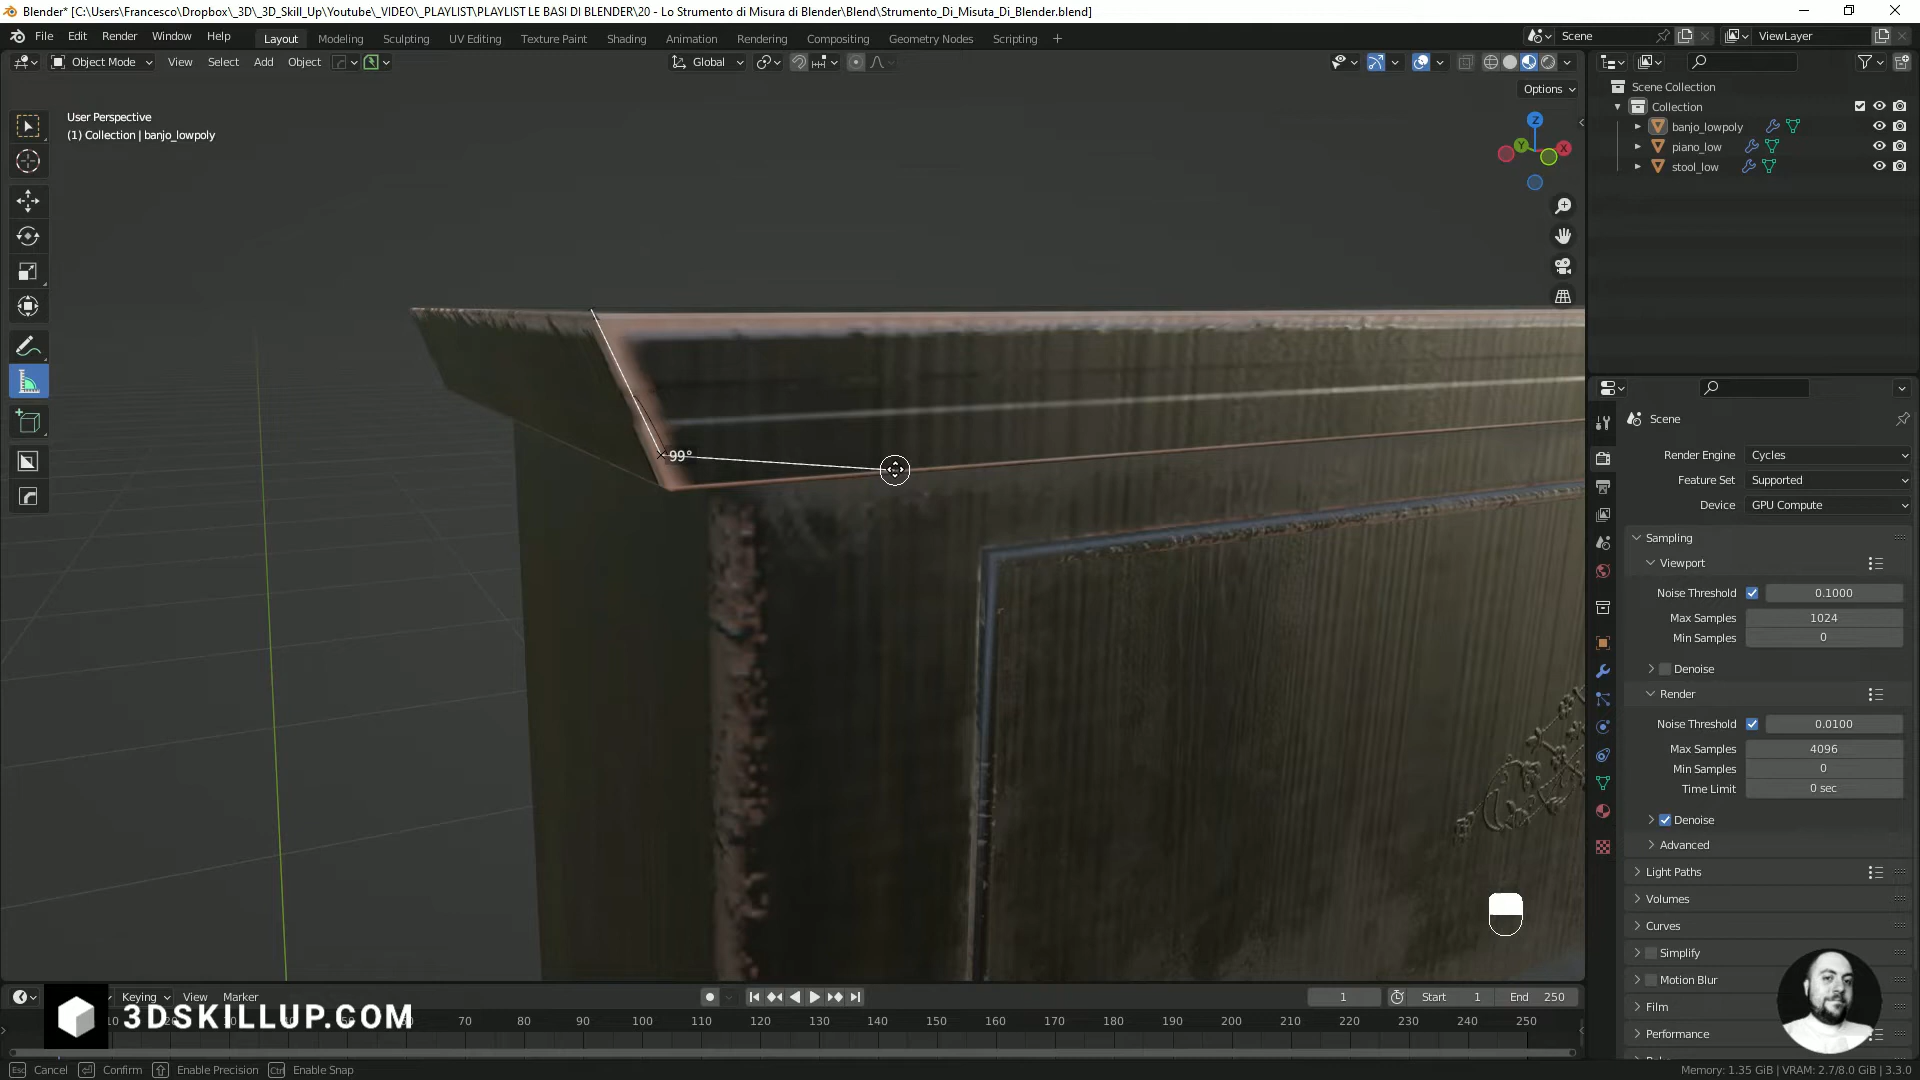 Blender* [C:\Users\Francesco\Dropbox\_3D\_3D_Skill_Up\Youtube\_VIDEO\_PLAYLIST\PLAYLIST LE BASI DI BLENDER\20 - Lo Strumento di Misura di Blender\Blend\Strumento_Di_Misuta_Di_Blender.blend]
File Edit Render Window Help Layout Modeling Sculpting UV Editing Texture Paint Shading Animation Rendering Compositing Geometry Nodes Scripting + Scene ViewLayer
Object Mode View Select Add Object Global
Options
User Perspective
(1) Collection | banjo_lowpoly
Z
Y
X
99°
Scene Collection
Collection
banjo_lowpoly
piano_low
stool_low
Scene
Render Engine Cycles
Feature Set Supported
Device GPU Compute
Sampling
Viewport
Noise Threshold 0.1000
Max Samples 1024
Min Samples 0
Denoise
Render
Noise Threshold 0.0100
Max Samples 4096
Min Samples 0
Time Limit 0 sec
Denoise
Advanced
Light Paths
Volumes
Curves
Simplify
Motion Blur
Film
Performance
Keying View Marker 1 Start 1 End 250
3DSKILLUP.COM
10 70 80 90 100 110 120 130 140 150 160 170 180 190 200 210 220 230 240 250
Esc Cancel Confirm Enable Precision Ctrl Enable Snap Memory: 1.35 GiB | VRAM: 2.7/8.0 GiB | 3.3.0